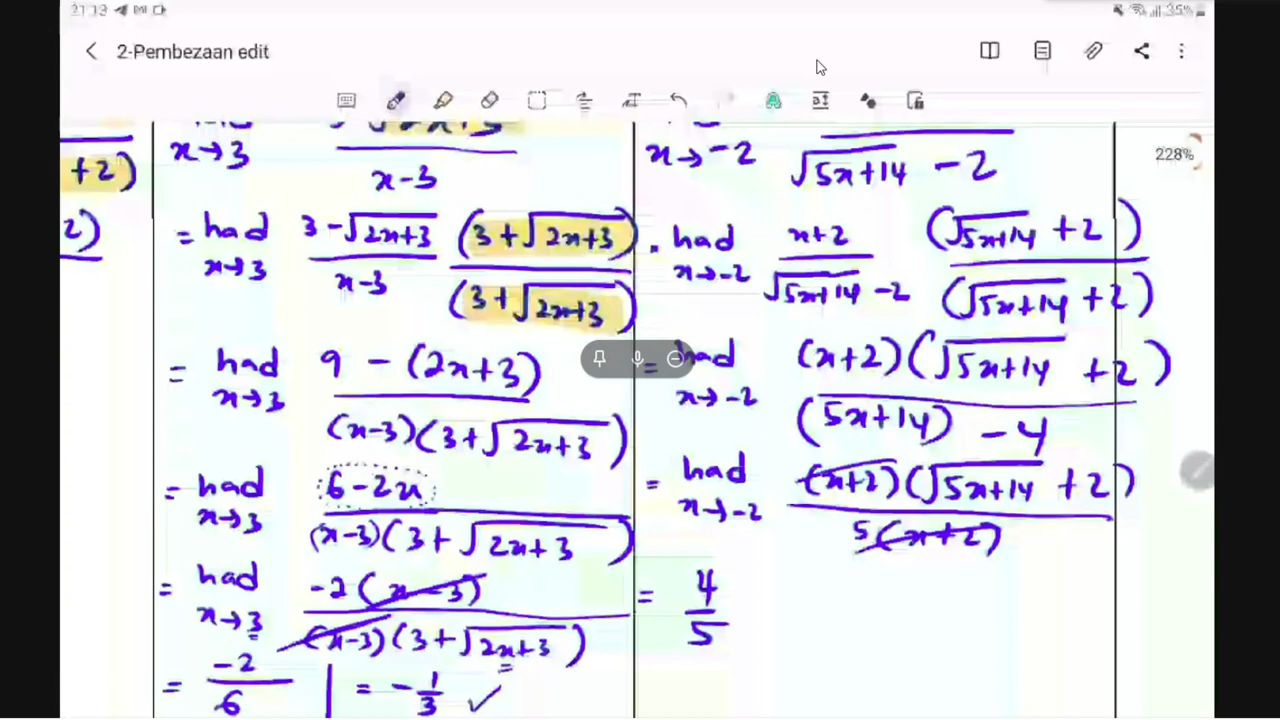 21:13
35%
2-Pembezaan edit
228%
+2)
2)
x→3
x-3
= had x→3 3-√(2x+3) / x-3 (3+√(2x+3)) / (3+√(2x+3))
= had x→3 9 - (2x+3) / (x-3)(3+√(2x+3))
= had x→3 6-2x / (x-3)(3+√(2x+3))
= had x→3 -2(x-3) / (x-3)(3+√(2x+3))
= -2/6 | = -1/3 ✓
x→-2
√(5x+14) -2
had x→-2 x+2 / √(5x+14) -2 (√(5x+14) +2) / (√(5x+14) +2)
= had x→-2 (x+2)(√(5x+14) +2) / (5x+14) -4
= had x→-2 (x+2)(√(5x+14) +2) / 5(x+2)
= 4/5